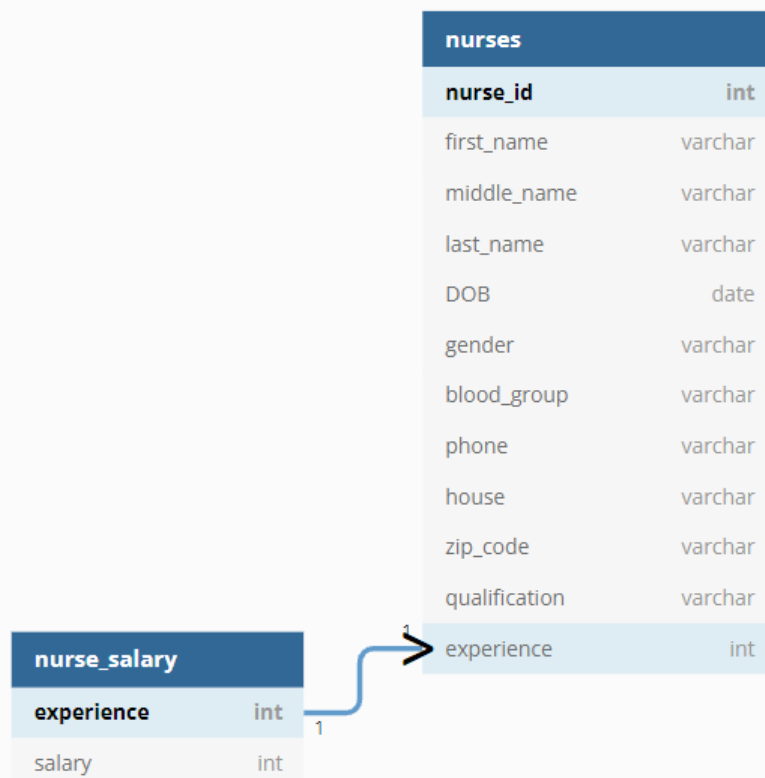 nurses
nurse_id int
first_name varchar
middle_name varchar
last_name varchar
DOB date
gender varchar
blood_group varchar
phone varchar
house varchar
zip_code varchar
qualification varchar
1
experience int
nurse_salary
experience int
1
salary int